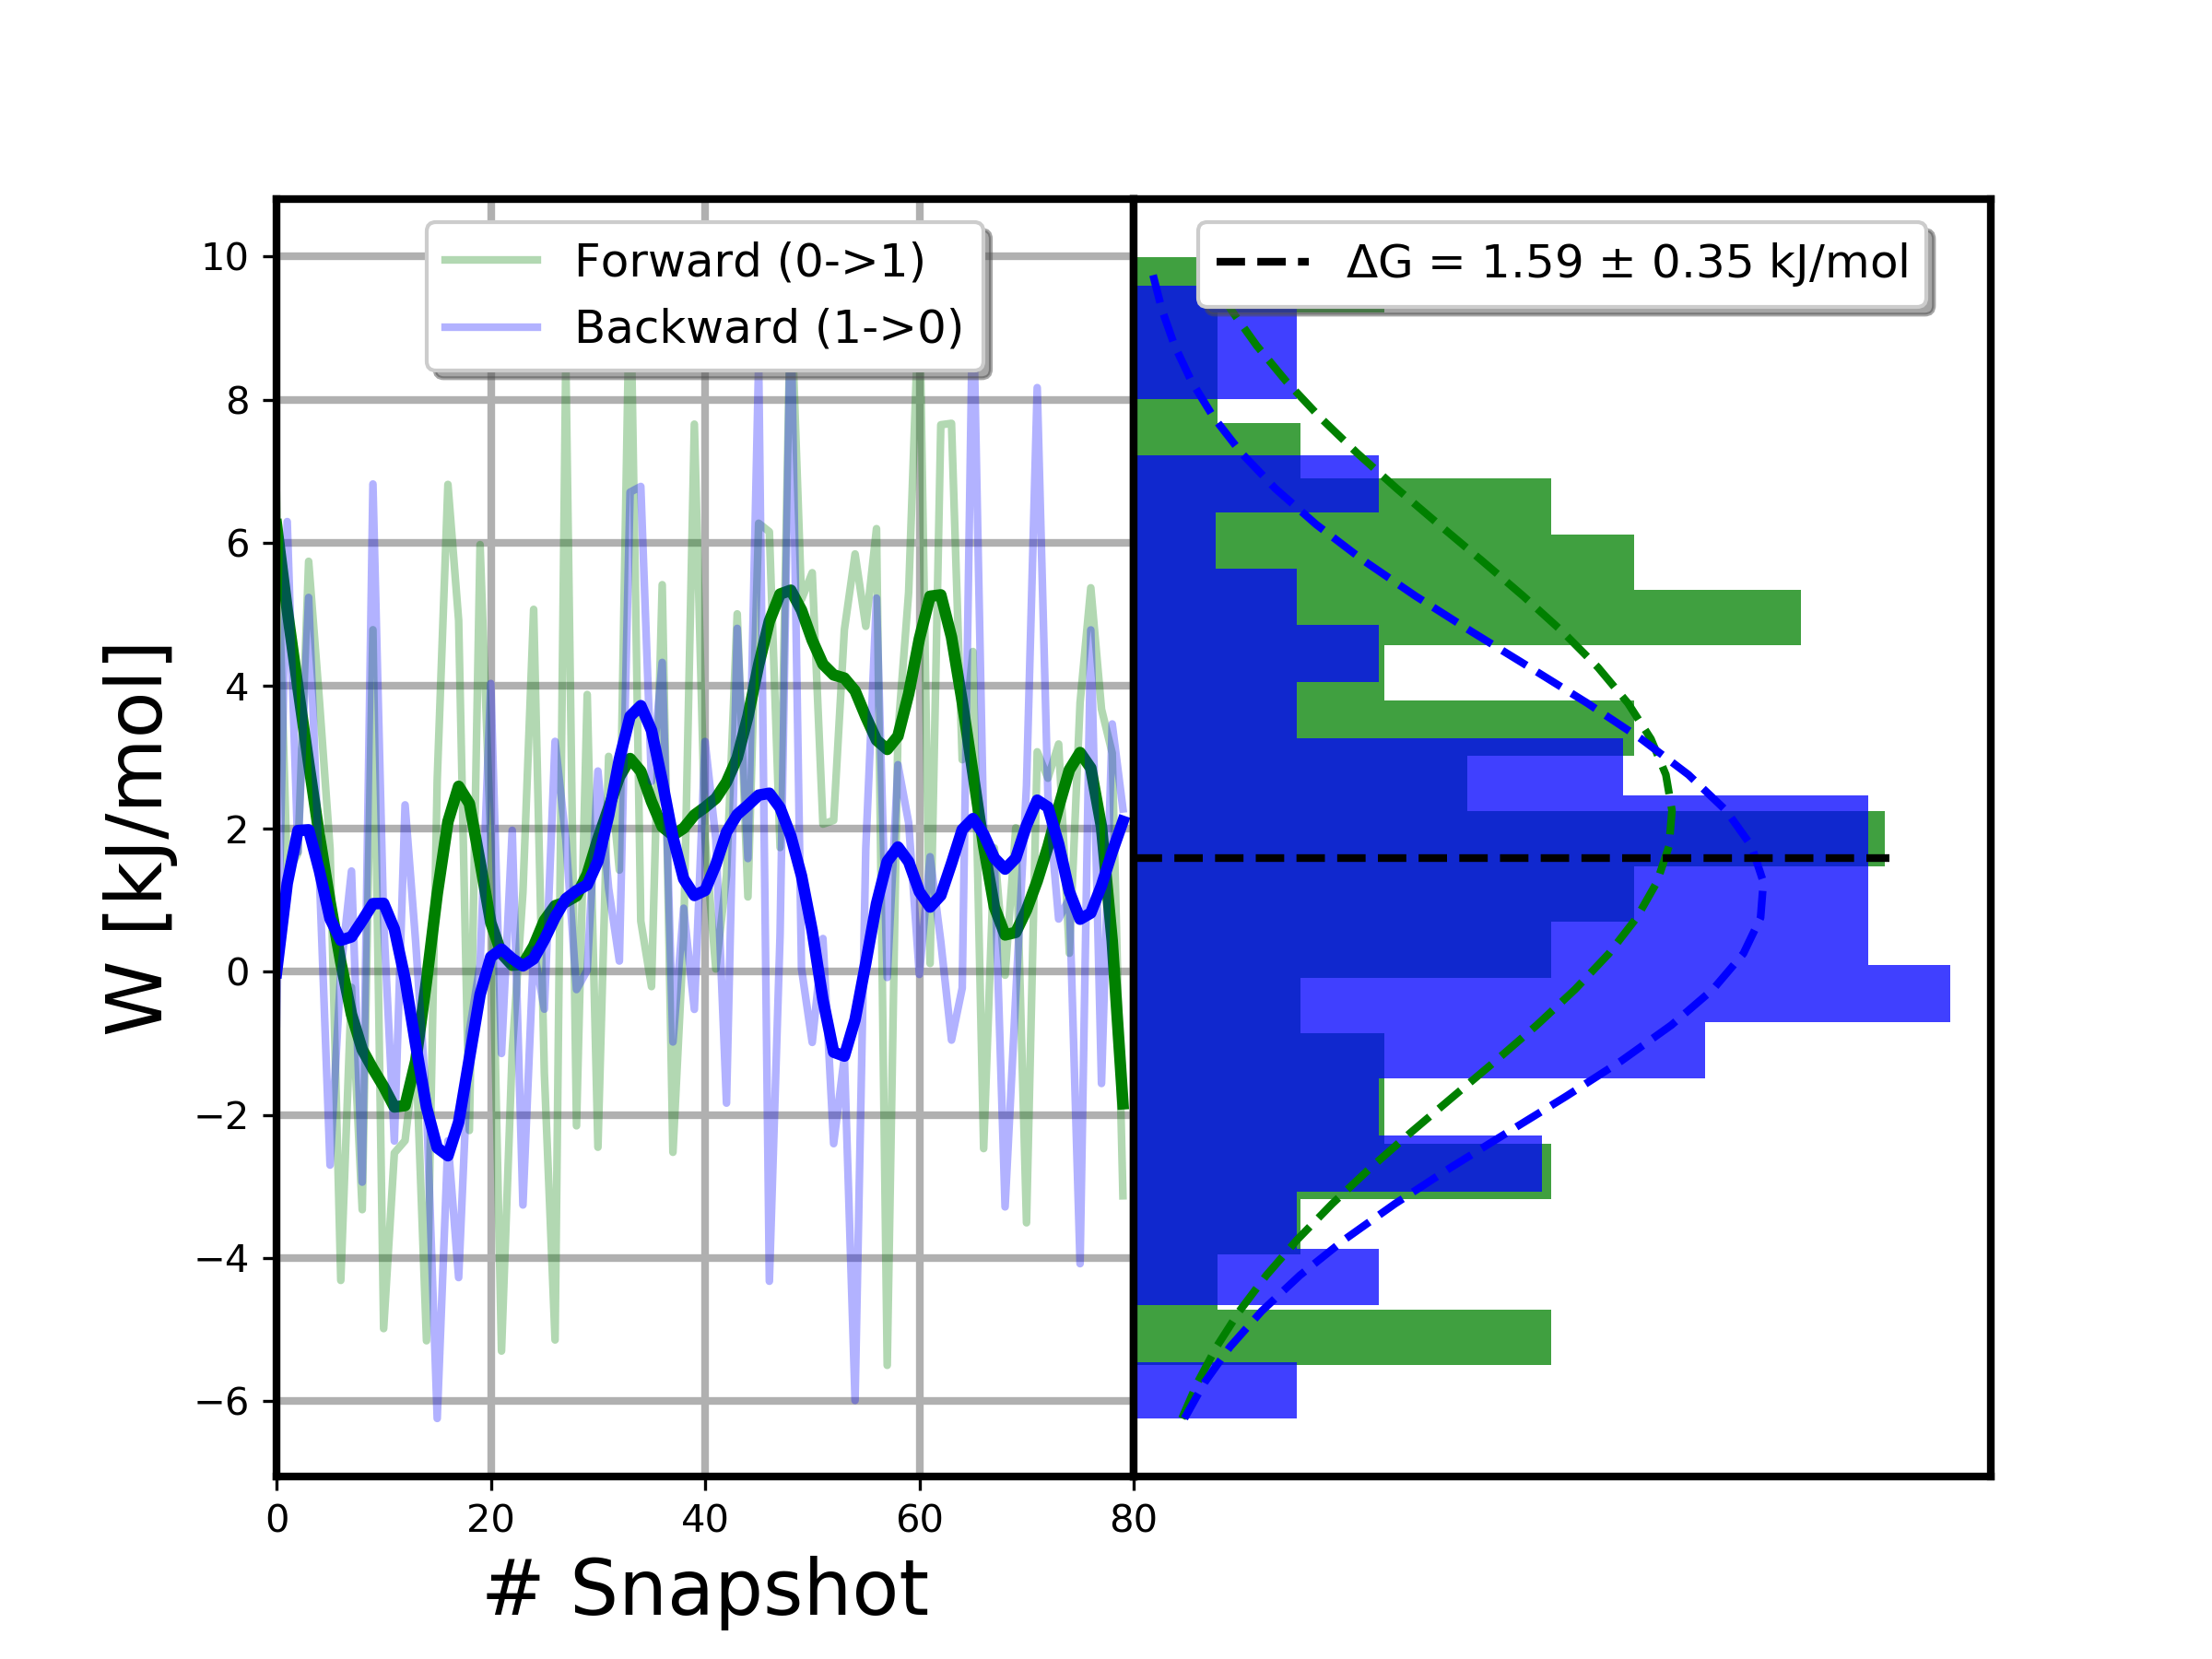 10
8
6
4
2
0
−2
−4
−6
W [kJ/mol]
Forward (0->1)
Backward (1->0)
ΔG = 1.59 ± 0.35 kJ/mol
0 20 40 60 80
# Snapshot